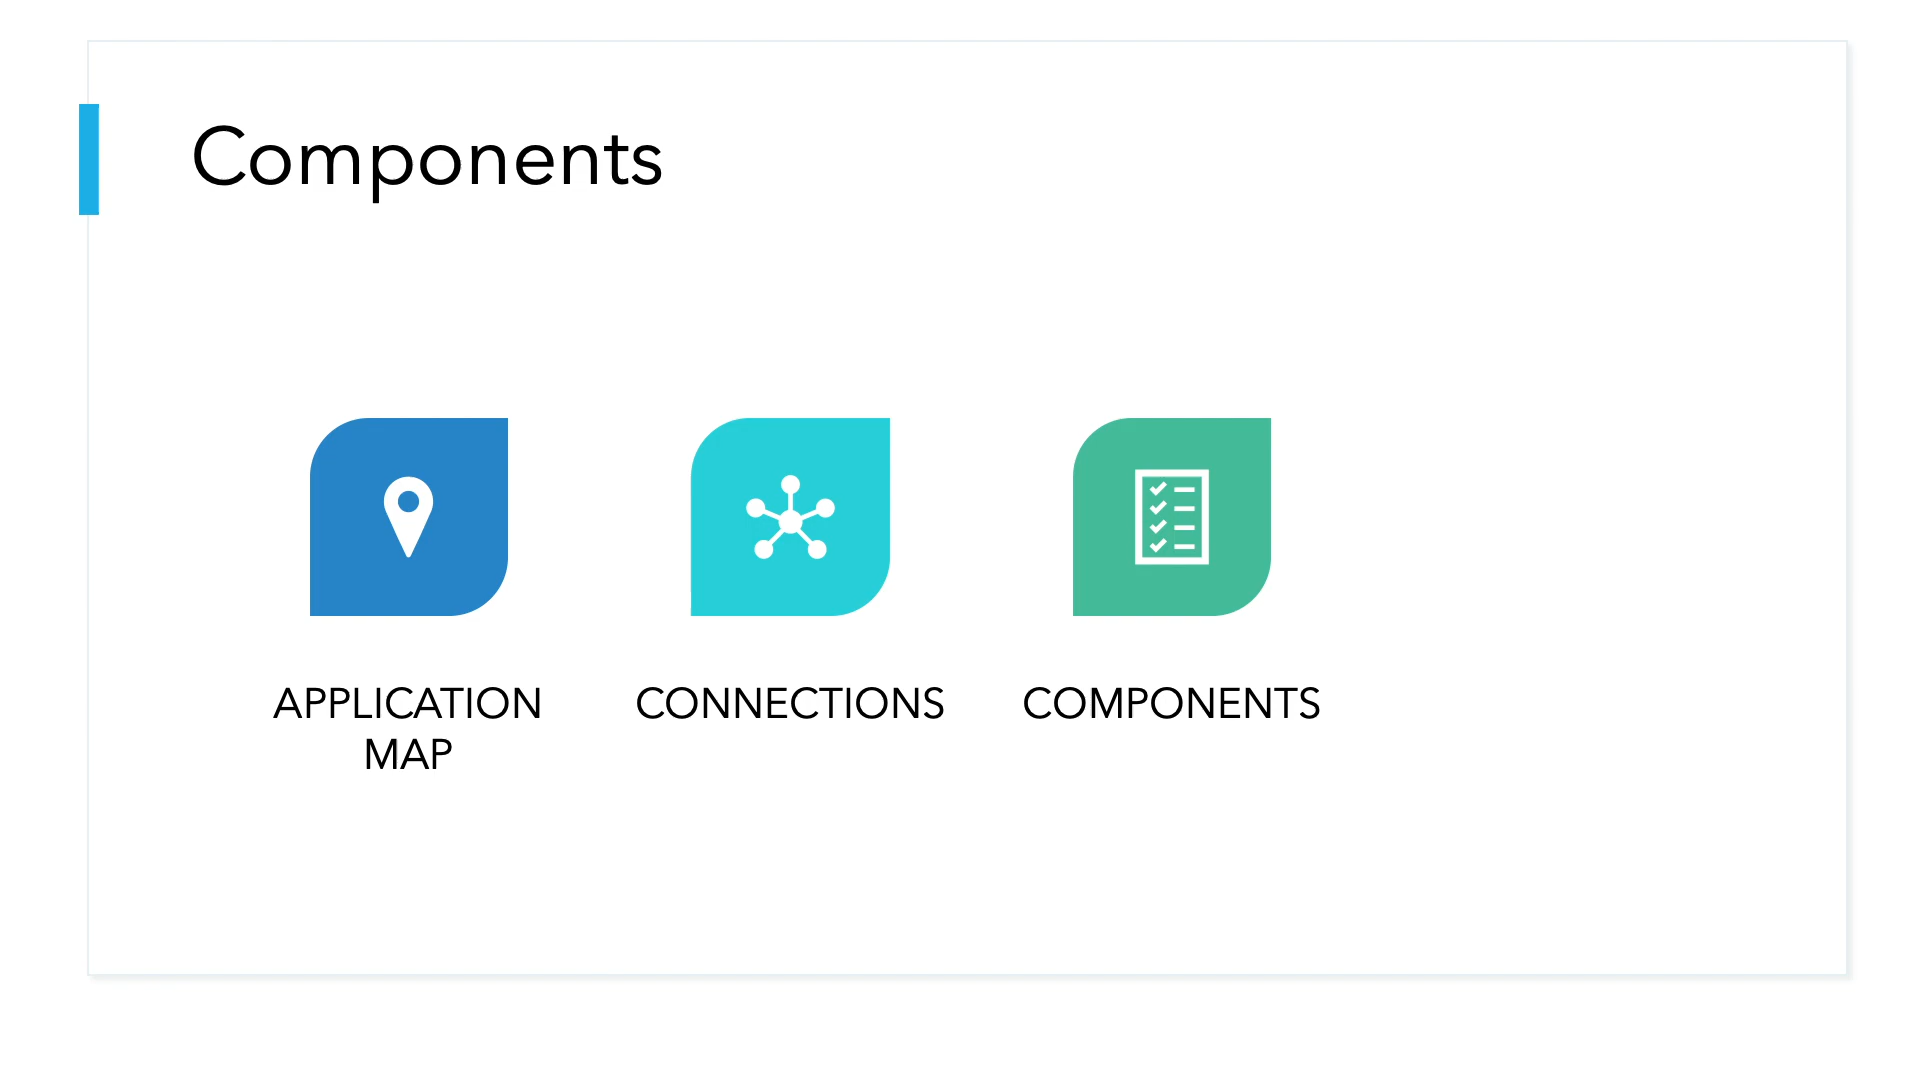 Components
APPLICATION
MAP
CONNECTIONS
COMPONENTS